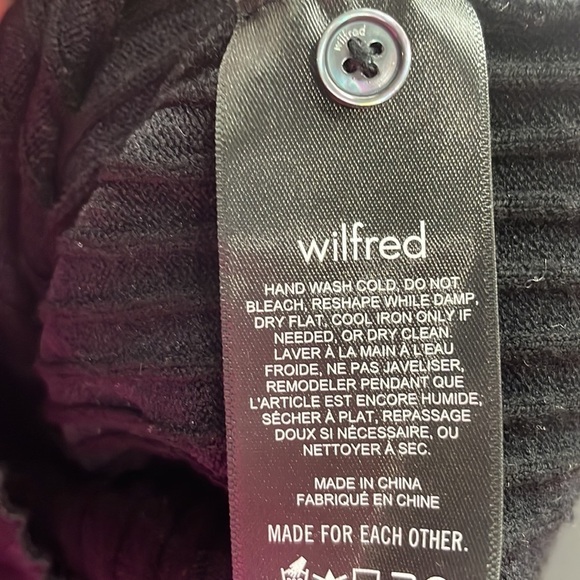 wilfred
wilfred
HAND WASH COLD, DO NOT
BLEACH, RESHAPE WHILE DAMP,
DRY FLAT, COOL IRON ONLY IF
NEEDED, OR DRY CLEAN.
LAVER À LA MAIN À L'EAU
FROIDE, NE PAS JAVELISER,
REMODELER PENDANT QUE
L'ARTICLE EST ENCORE HUMIDE,
SÉCHER À PLAT, REPASSAGE
DOUX SI NÉCESSAIRE, OU
NETTOYER À SEC.
MADE IN CHINA
FABRIQUÉ EN CHINE
MADE FOR EACH OTHER.